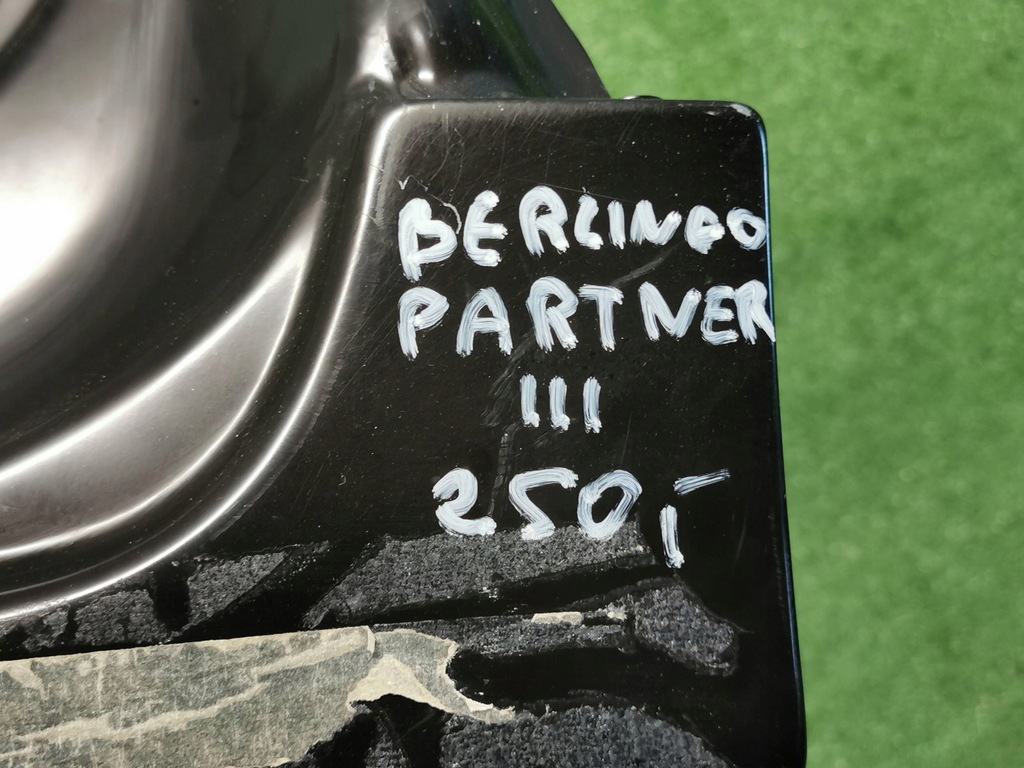 BERLINGO
PARTNER
III
250,-